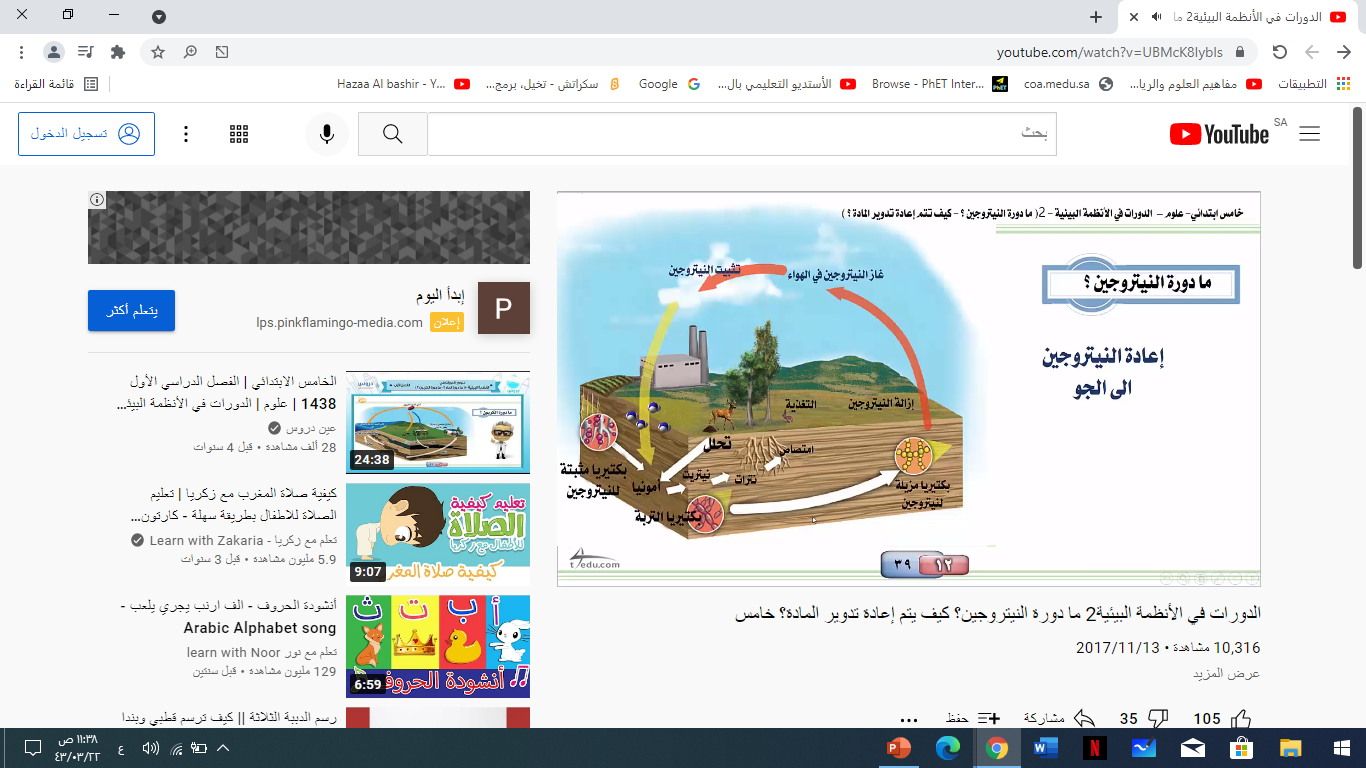 الدورات في الأنظمة البيئية2 ما
youtube.com/watch?v=UBMcK8lybls
التطبيقات
مفاهيم العلوم والريا...
coa.medu.sa
Browse - PhET Inter...
الأستديو التعليمي بال...
Google
سكراتش - تخيل، برمج...
Hazaa Al bashir - Y...
قائمة القراءة
YouTube SA
بحث
تسجيل الدخول
خامس ابتدائي- علوم – الدورات في الأنظمة البيئية – 2( ما دورة النيتروجين ؟ – كيف تتم إعادة تدوير المادة ؟ )
ما دورة النيتروجين ؟
إعادة النيتروجين
الى الجو
غاز النيتروجين في الهواء
تثبيت النيتروجين
إزالة النيتروجين
التغذية
امتصاص
تحلل
نترات
نيتريت
أمونيا
بكتيريا مثبتة
للنيتروجين
بكتيريا التربة
بكتيريا مزيلة
لنيتروجين
t4edu.com
١٢
٣٩
الدورات في الأنظمة البيئية2 ما دورة النيتروجين؟ كيف يتم إعادة تدوير المادة؟ خامس
10,316 مشاهدة • 2017/11/13
عرض المزيد
105
35
مشاركة
حفظ
P
إبدأ اليوم
إعلان lps.pinkflamingo-media.com
يتعلم أكثر
24:38
الخامس الابتدائي | الفصل الدراسي الأول
1438 | علوم | الدورات في الأنظمة البيئ...
عين دروس
28 ألف مشاهدة • قبل 4 سنوات
تعليم كيفية
الصلاة
للأطفال مع زكريا
كيفية صلاة المغر
9:07
كيفية صلاة المغرب مع زكريا | تعليم
الصلاة للاطفال بطريقة سهلة - كارتون...
تعلم مع زكريا - Learn with Zakaria
5.9 مليون مشاهدة • قبل 3 سنوات
أ ب ت ث
أنشودة الحروف
6:59
أنشودة الحروف - الف ارنب يجري يلعب -
Arabic Alphabet song
تعلم مع نور learn with Noor
129 مليون مشاهدة • قبل سنتين
رسم الدببة الثلاثة || كيف ترسم قطبي وبندا
ع
١١:٣٨ ص
٤٣/٠٣/٢٢